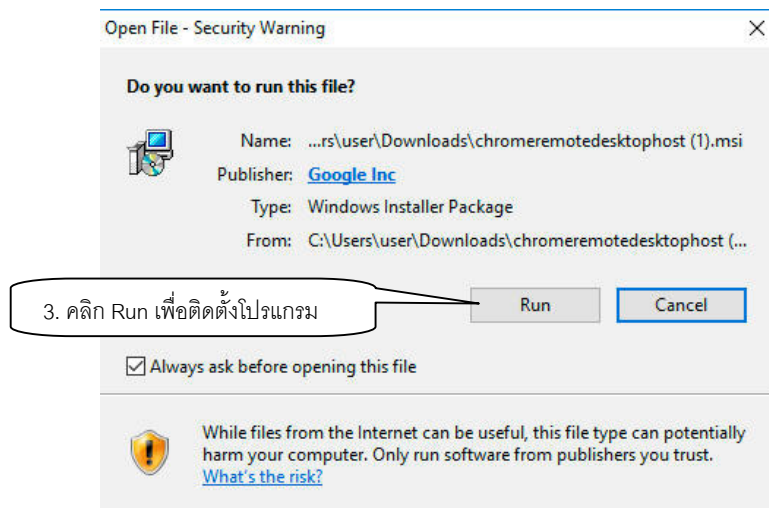 Open File - Security Warning
Do you want to run this file?
Name: ...rs\user\Downloads\chromeremotedesktophost (1).msi
Publisher: Google Inc
Type: Windows Installer Package
From: C:\Users\user\Downloads\chromeremotedesktophost (...
3. คลิก Run เพื่อติดตั้งโปรแกรม
Run Cancel
Always ask before opening this file
While files from the Internet can be useful, this file type can potentially
harm your computer. Only run software from publishers you trust.
What's the risk?